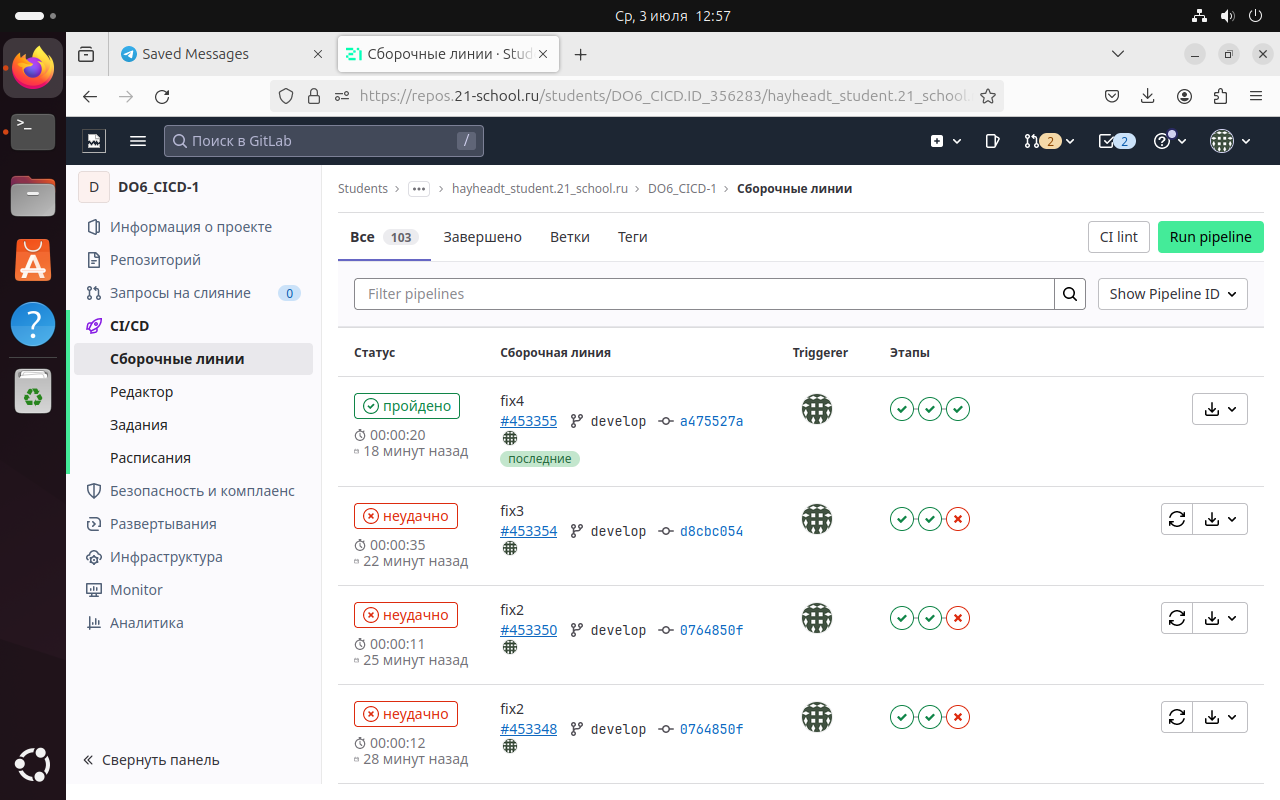 Ср, 3 июля 12:57
Saved Messages
Сборочные линии · Stud
https://repos.21-school.ru/students/DO6_CICD.ID_356283/hayheadt_student.21_school.
Поиск в GitLab
/
2
2
D
DO6_CICD-1
Информация о проекте
Репозиторий
Запросы на слияние 0
CI/CD
Сборочные линии
Редактор
Задания
Расписания
Безопасность и комплаенс
Развертывания
Инфраструктура
Monitor
Аналитика
Свернуть панель
Students > ... > hayheadt_student.21_school.ru > DO6_CICD-1 > Сборочные линии
Все 103 Завершено Ветки Теги CI lint Run pipeline
Filter pipelines Show Pipeline ID
Статус Сборочная линия Triggerer Этапы
пройдено
00:00:20
18 минут назад
fix4
#453355 develop a475527a
последние
неудачно
00:00:35
22 минут назад
fix3
#453354 develop d8cbc054
неудачно
00:00:11
25 минут назад
fix2
#453350 develop 0764850f
неудачно
00:00:12
28 минут назад
fix2
#453348 develop 0764850f